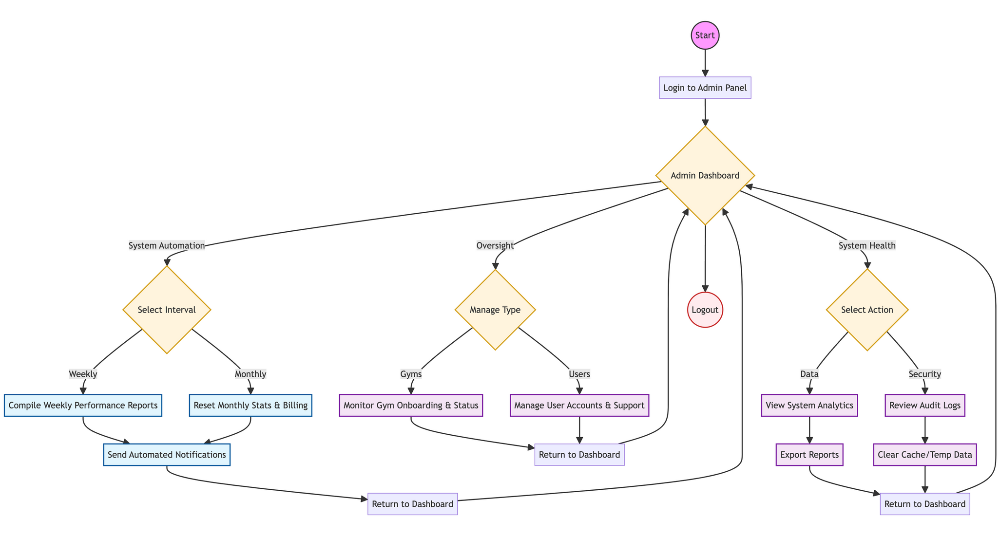 Start
Login to Admin Panel
Admin Dashboard
System Automation
Oversight
System Health
Select Interval
Manage Type
Logout
Select Action
Weekly
Monthly
Gyms
Users
Data
Security
Compile Weekly Performance Reports
Reset Monthly Stats & Billing
Monitor Gym Onboarding & Status
Manage User Accounts & Support
View System Analytics
Review Audit Logs
Send Automated Notifications
Return to Dashboard
Export Reports
Clear Cache/Temp Data
Return to Dashboard
Return to Dashboard